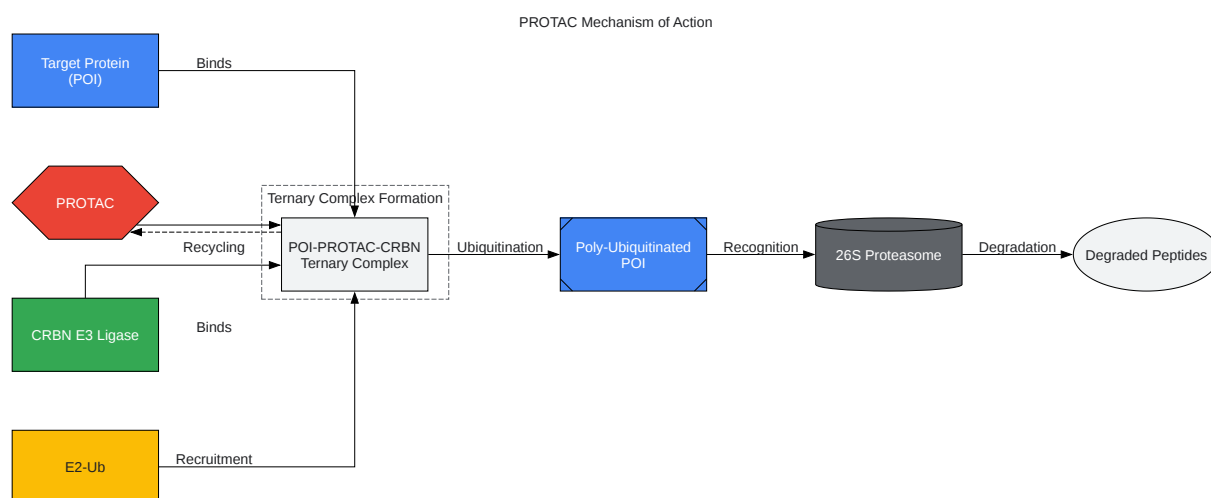 PROTAC Mechanism of Action
Target Protein
(POI)
Binds
PROTAC
Ternary Complex Formation
Recycling
POI-PROTAC-CRBN
Ternary Complex
Ubiquitination
Poly-Ubiquitinated
POI
Recognition
26S Proteasome
Degradation
Degraded Peptides
CRBN E3 Ligase
Binds
E2-Ub
Recruitment